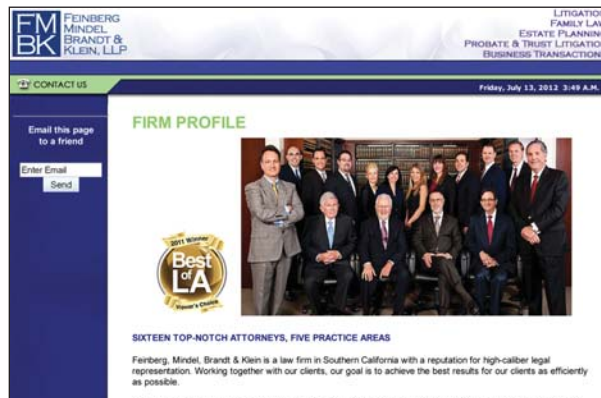 FMBK
FEINBERG
MINDEL
BRANDT &
KLEIN, LLP
LITIGATION
FAMILY LAW
ESTATE PLANNING
PROBATE & TRUST LITIGATION
BUSINESS TRANSACTION
CONTACT US
Friday, July 13, 2012 3:49 A.M.
Email this page
to a friend
Enter Email
Send
FIRM PROFILE
2011 Winner
Best
of
LA
Viewer's Choice
SIXTEEN TOP-NOTCH ATTORNEYS, FIVE PRACTICE AREAS
Feinberg, Mindel, Brandt & Klein is a law firm in Southern California with a reputation for high-caliber legal
representation. Working together with our clients, our goal is to achieve the best results for our clients as efficiently
as possible.